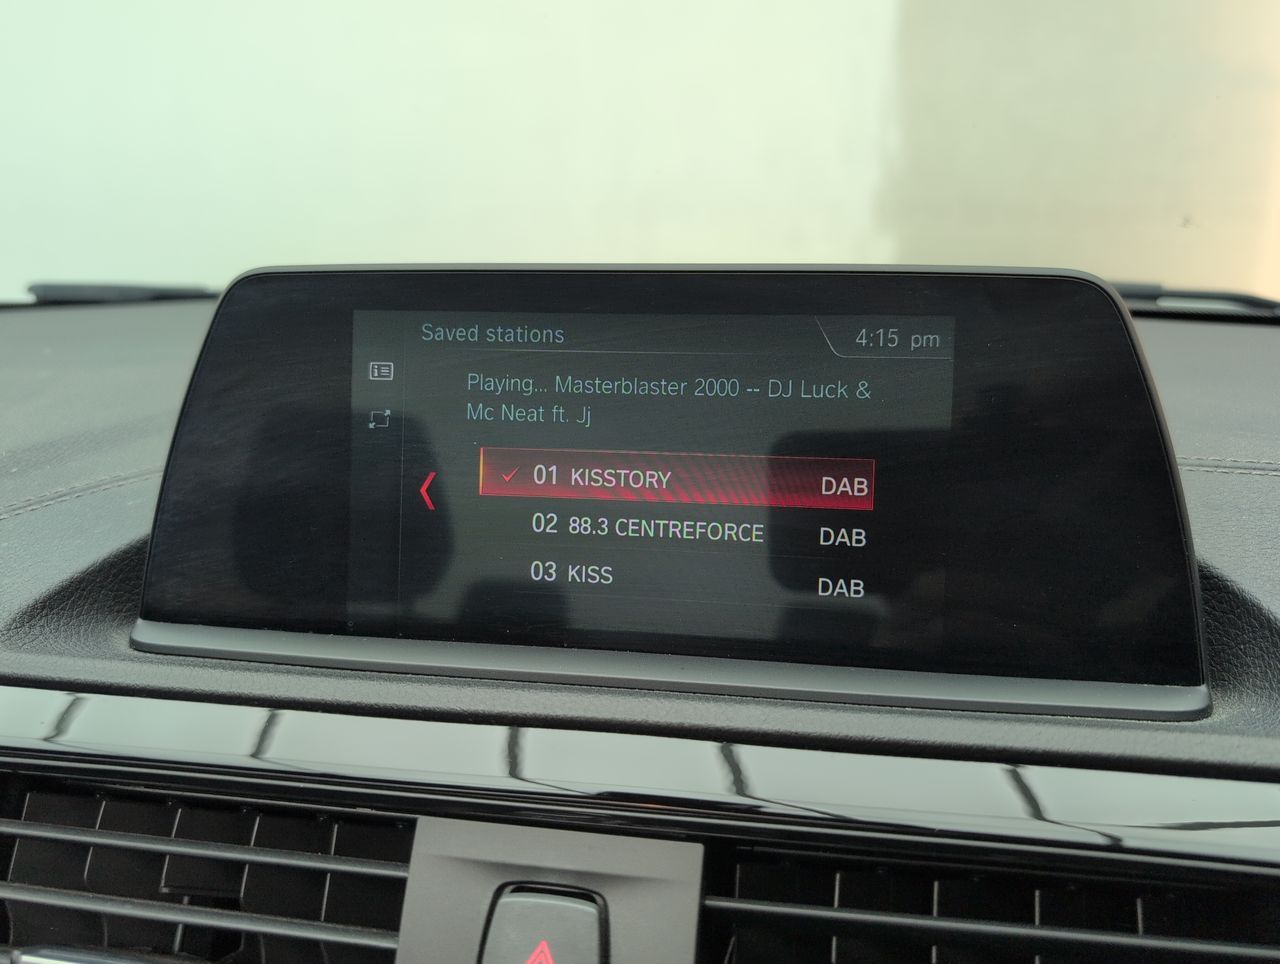 Saved stations
4:15 pm
Playing... Masterblaster 2000 -- DJ Luck &
Mc Neat ft. Jj
01 KISSTORY DAB
02 88.3 CENTREFORCE DAB
03 KISS DAB